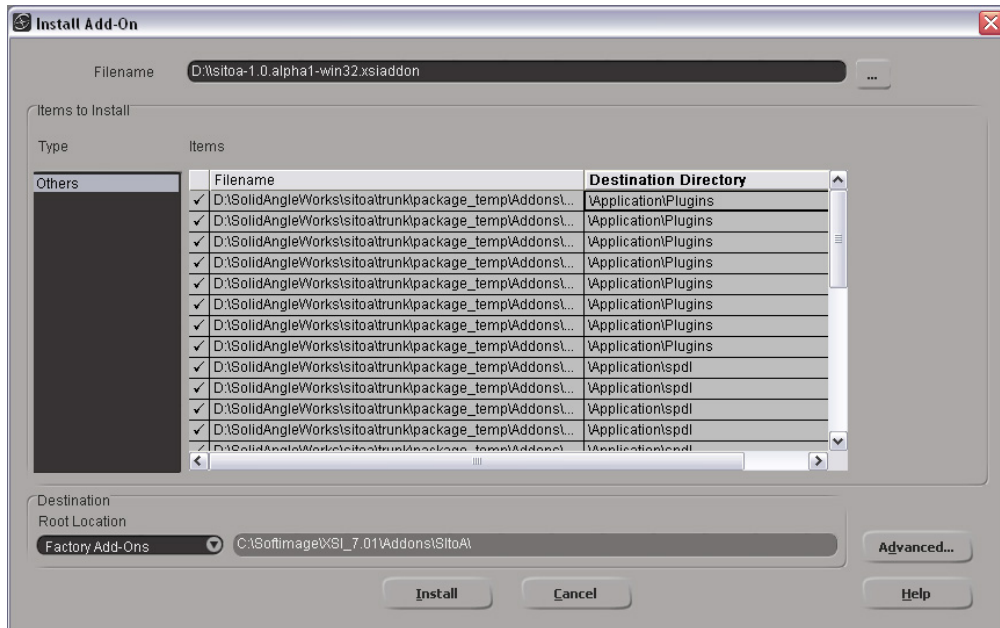 Install Add-On
Filename D:\\sitoa-1.0.alpha1-win32.xsiaddon ...
Items to Install
Type Items
Others
Filename Destination Directory
D:\SolidAngleWorks\sitoa\trunk\package_temp\Addons\... \Application\Plugins
D:\SolidAngleWorks\sitoa\trunk\package_temp\Addons\... \Application\Plugins
D:\SolidAngleWorks\sitoa\trunk\package_temp\Addons\... \Application\Plugins
D:\SolidAngleWorks\sitoa\trunk\package_temp\Addons\... \Application\Plugins
D:\SolidAngleWorks\sitoa\trunk\package_temp\Addons\... \Application\Plugins
D:\SolidAngleWorks\sitoa\trunk\package_temp\Addons\... \Application\Plugins
D:\SolidAngleWorks\sitoa\trunk\package_temp\Addons\... \Application\Plugins
D:\SolidAngleWorks\sitoa\trunk\package_temp\Addons\... \Application\Plugins
D:\SolidAngleWorks\sitoa\trunk\package_temp\Addons\... \Application\spdl
D:\SolidAngleWorks\sitoa\trunk\package_temp\Addons\... \Application\spdl
D:\SolidAngleWorks\sitoa\trunk\package_temp\Addons\... \Application\spdl
D:\SolidAngleWorks\sitoa\trunk\package_temp\Addons\... \Application\spdl
D:\SolidAngleWorks\sitoa\trunk\package_temp\Addons\... \Application\spdl
Destination
Root Location
Factory Add-Ons C:\Softimage\XSI_7.01\Addons\SItoA\
Advanced...
Install Cancel Help